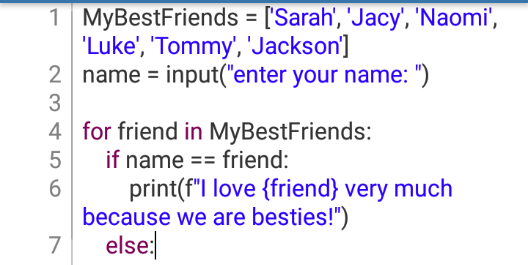 1 MyBestFriends = ['Sarah', 'Jacy', 'Naomi',
'Luke', 'Tommy', 'Jackson']
2 name = input("enter your name: ")
3
4 for friend in MyBestFriends:
5 if name == friend:
6 print(f"I love {friend} very much
because we are besties!")
7 else: